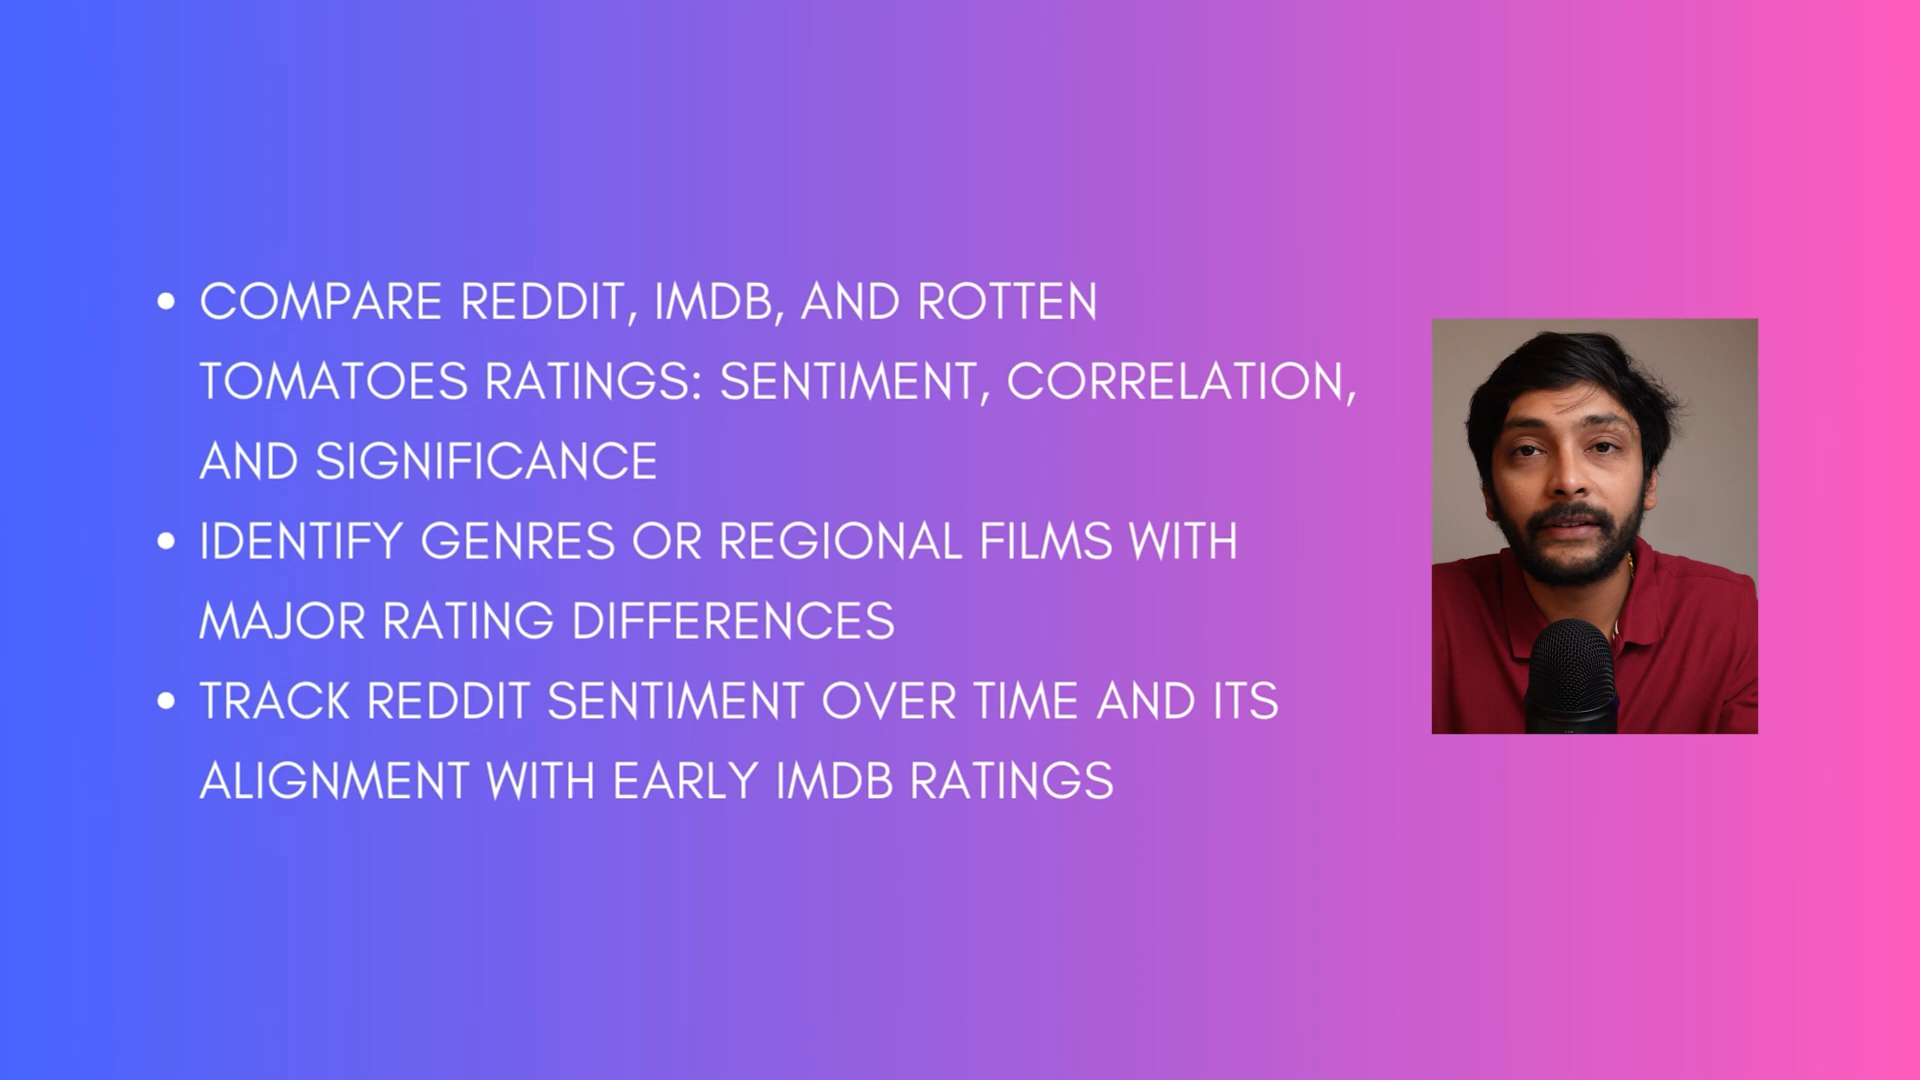 • COMPARE REDDIT, IMDB, AND ROTTEN
TOMATOES RATINGS: SENTIMENT, CORRELATION,
AND SIGNIFICANCE
• IDENTIFY GENRES OR REGIONAL FILMS WITH
MAJOR RATING DIFFERENCES
• TRACK REDDIT SENTIMENT OVER TIME AND ITS
ALIGNMENT WITH EARLY IMDB RATINGS